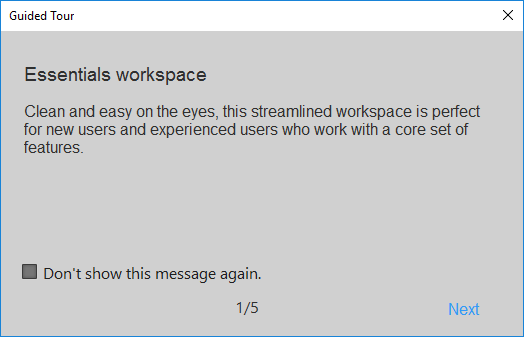 Guided Tour
Essentials workspace
Clean and easy on the eyes, this streamlined workspace is perfect
for new users and experienced users who work with a core set of
features.
Don't show this message again.
1/5
Next